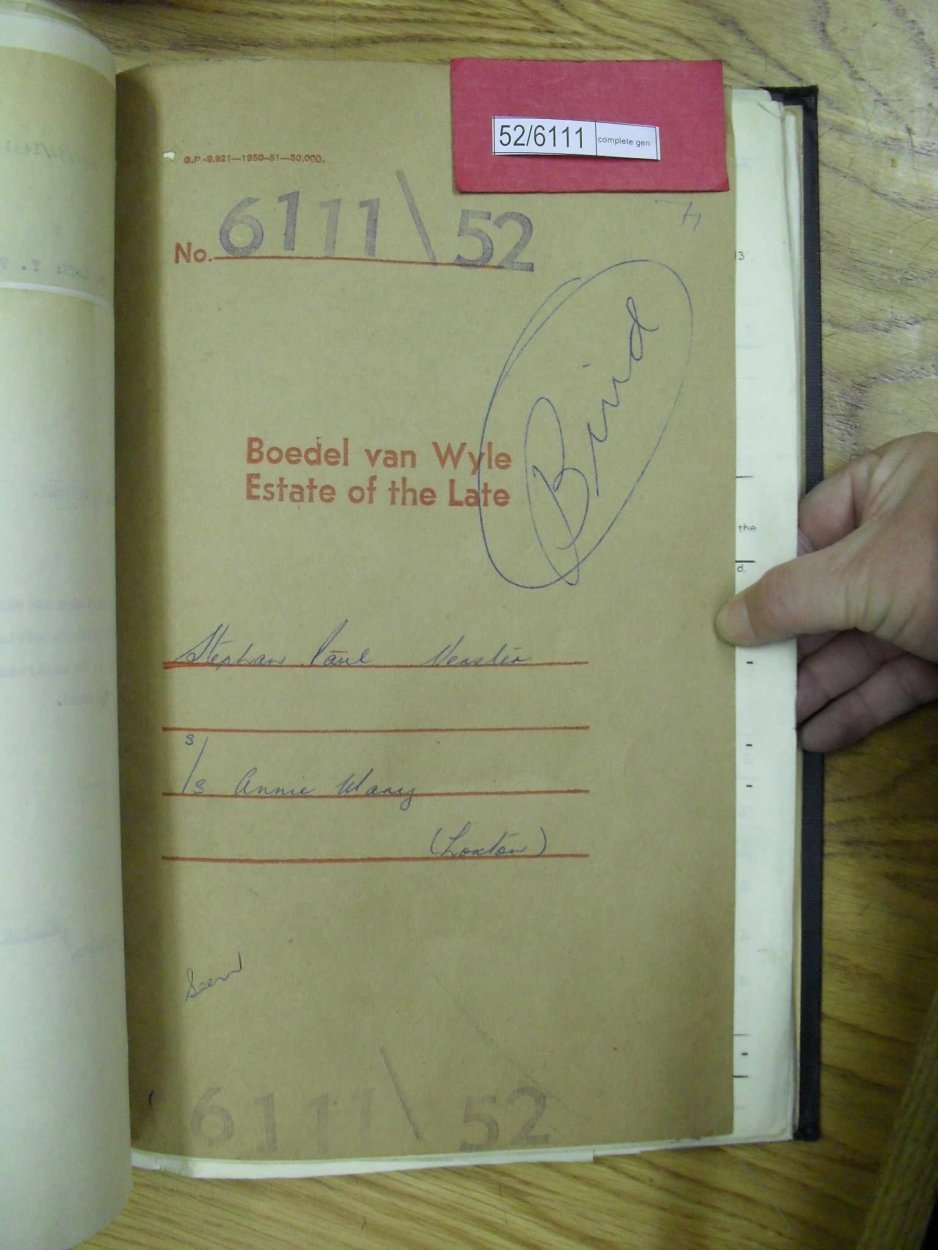 52/6111 complete gen
G.P.-S.921—1950-51—50,000.
No. 6111\52
Bind
Boedel van Wyle
Estate of the Late
Stephan Paul
s/s Annie Mary
(Loxton)
6111\52